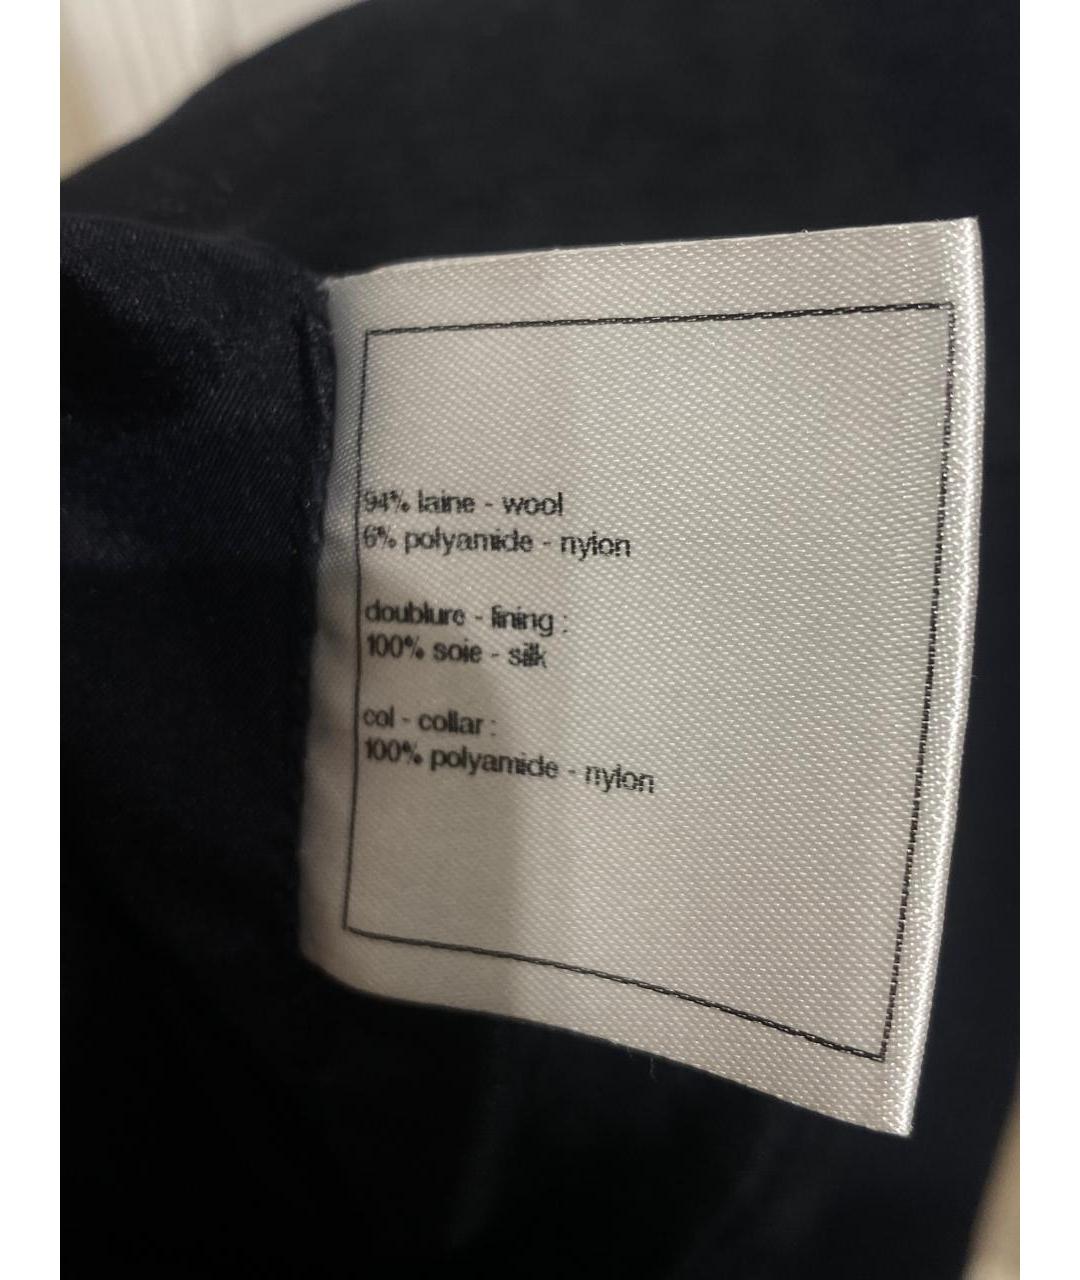 94% laine - wool
6% polyamide - nylon
doublure - lining :
100% soie - silk
col - collar :
100% polyamide - nylon